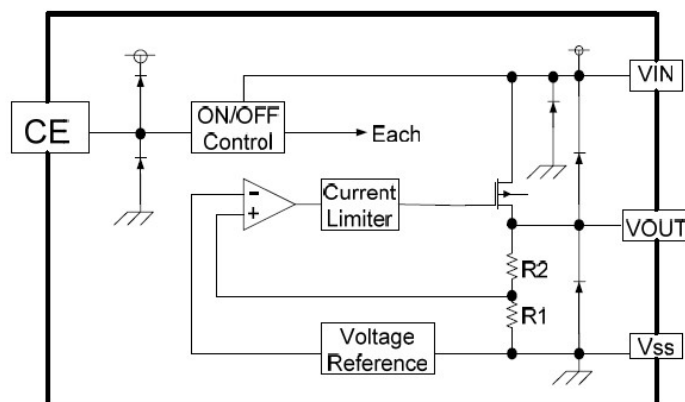 CE
ON/OFF
Control
Each
VIN
-
+
Current
Limiter
VOUT
R2
R1
Voltage
Reference
Vss